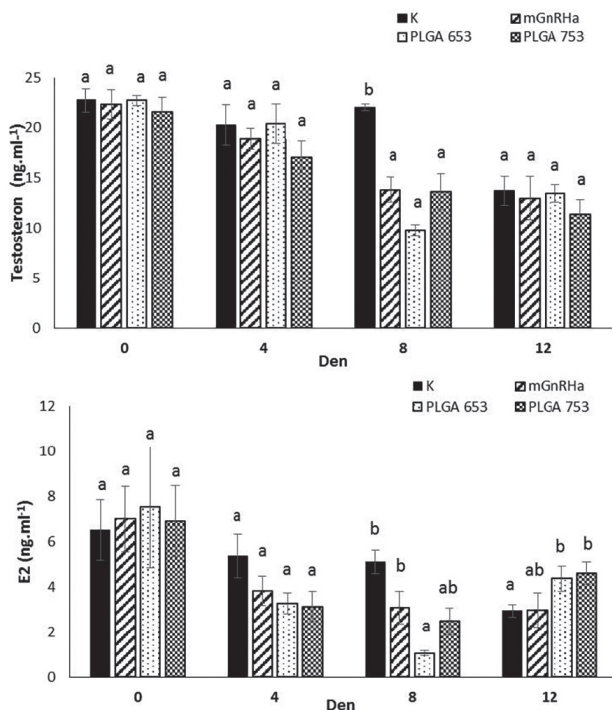 K mGnRHa
PLGA 653 PLGA 753
25
20
15
10
5
0
Testosteron (ng.ml-¹)
a a a a
a a a a
b a a a
a a a a
0 4 8 12
Den
K mGnRHa
PLGA 653 PLGA 753
12
10
8
6
4
2
0
E2 (ng.ml-¹)
a a a a
a a a a
b b a ab
a ab b b
0 4 8 12
Den